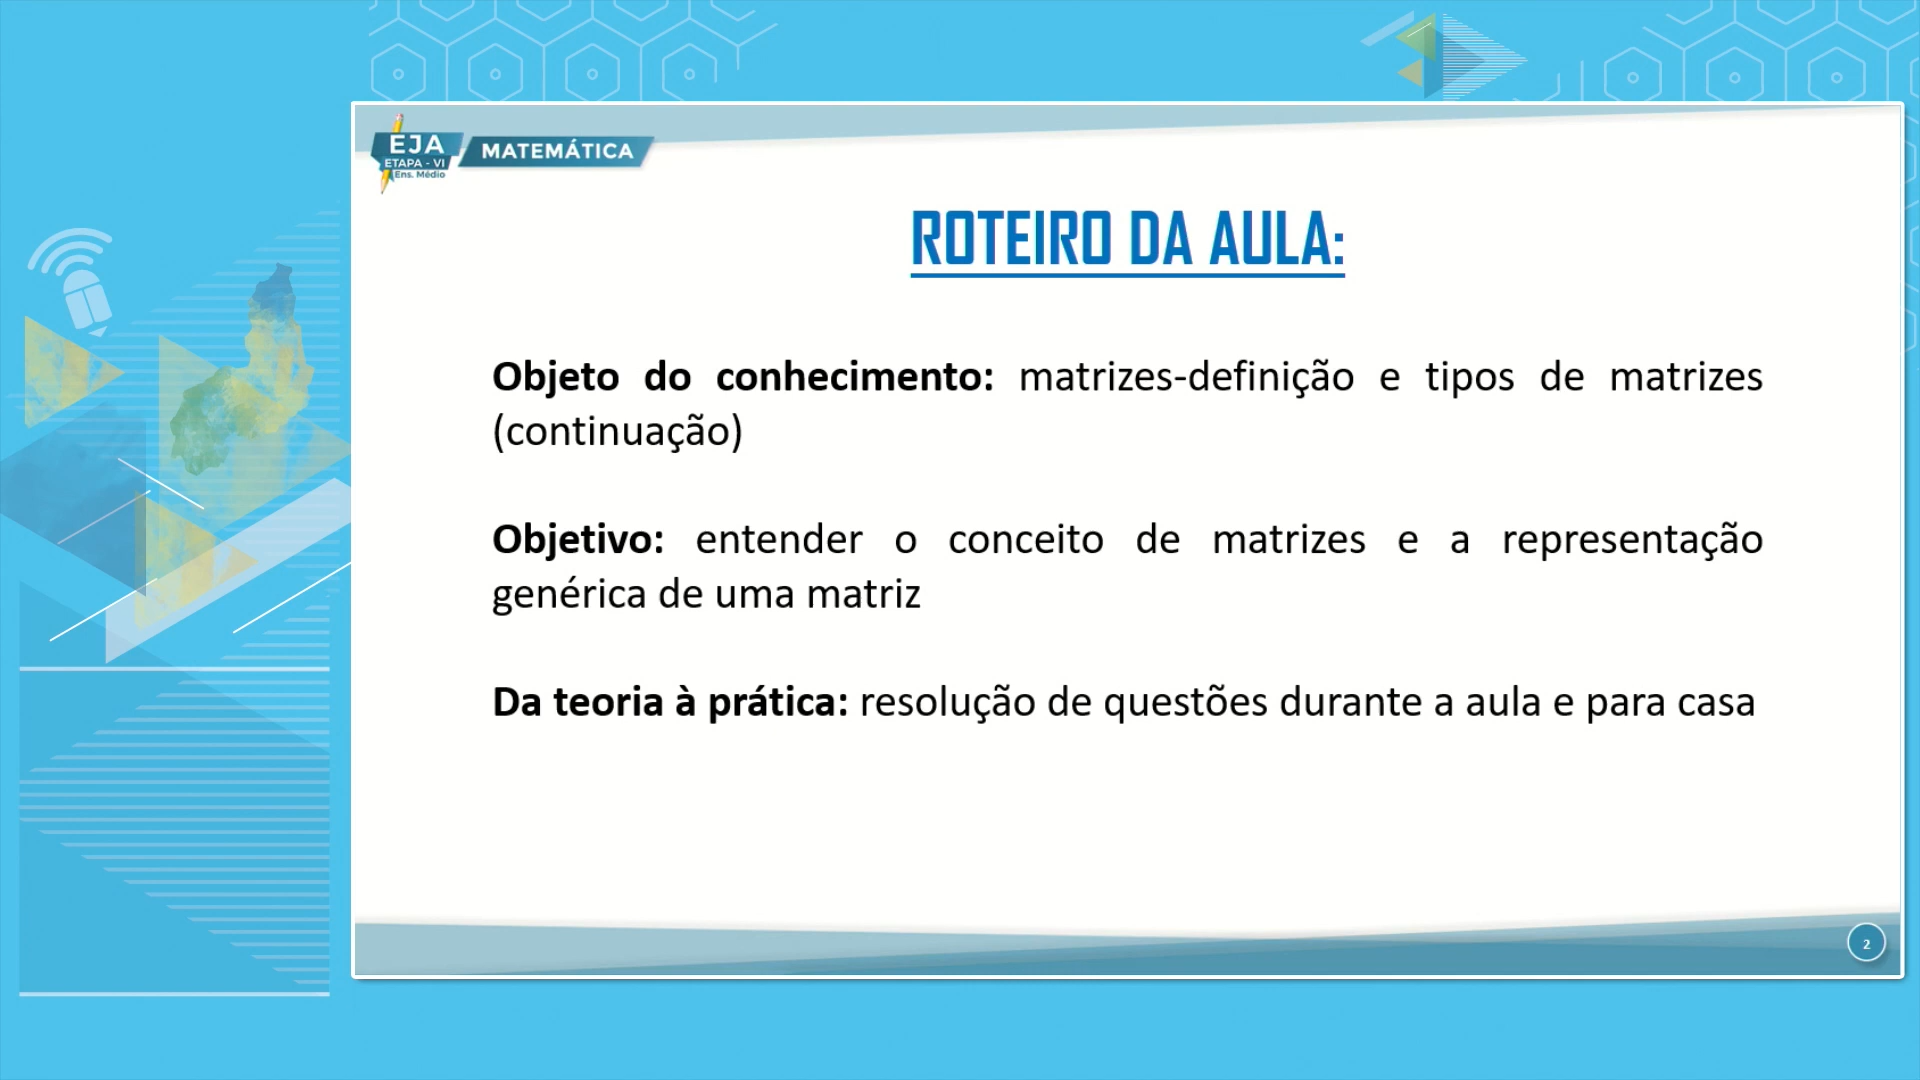 EJA
ETAPA - VI
Ens. Médio
MATEMÁTICA
ROTEIRO DA AULA:
Objeto do conhecimento: matrizes-definição e tipos de matrizes
(continuação)
Objetivo: entender o conceito de matrizes e a representação
genérica de uma matriz
Da teoria à prática: resolução de questões durante a aula e para casa
2